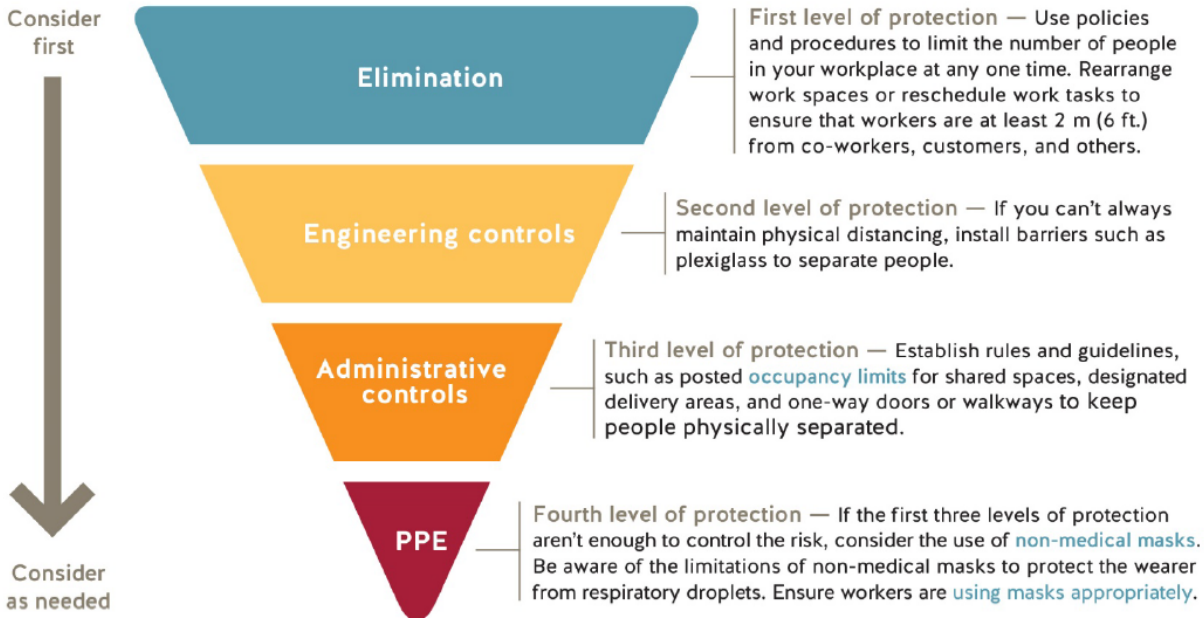 Consider
first
Elimination
First level of protection — Use policies
and procedures to limit the number of people
in your workplace at any one time. Rearrange
work spaces or reschedule work tasks to
ensure that workers are at least 2 m (6 ft.)
from co-workers, customers, and others.
Engineering controls
Second level of protection — If you can’t always
maintain physical distancing, install barriers such as
plexiglass to separate people.
Administrative
controls
Third level of protection — Establish rules and guidelines,
such as posted occupancy limits for shared spaces, designated
delivery areas, and one-way doors or walkways to keep
people physically separated.
PPE
Fourth level of protection — If the first three levels of protection
aren’t enough to control the risk, consider the use of non-medical masks.
Be aware of the limitations of non-medical masks to protect the wearer
from respiratory droplets. Ensure workers are using masks appropriately.
Consider
as needed